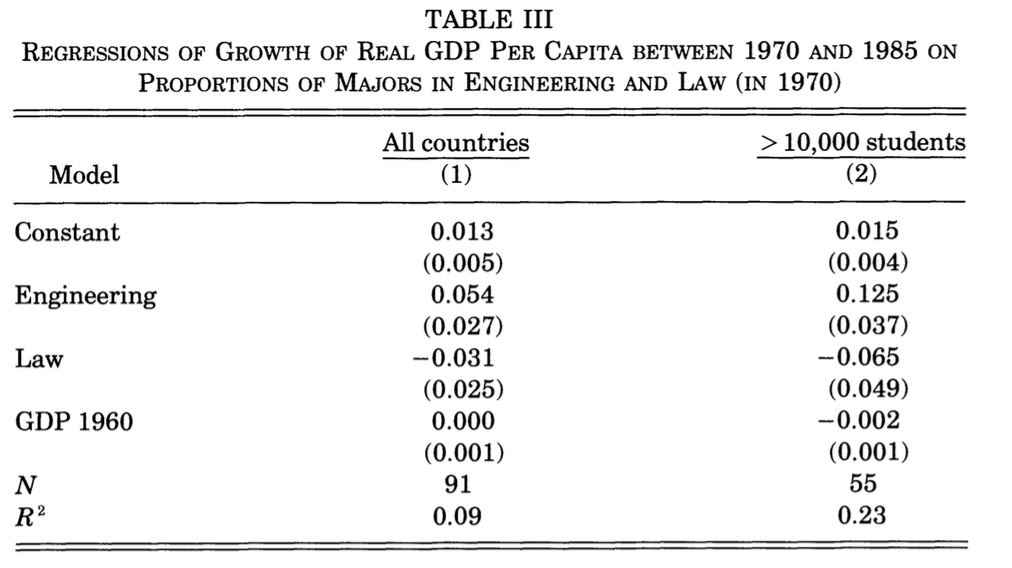 TABLE III
REGRESSIONS OF GROWTH OF REAL GDP PER CAPITA BETWEEN 1970 AND 1985 ON
PROPORTIONS OF MAJORS IN ENGINEERING AND LAW (IN 1970)
All countries > 10,000 students
Model (1) (2)
Constant 0.013 0.015
(0.005) (0.004)
Engineering 0.054 0.125
(0.027) (0.037)
Law −0.031 −0.065
(0.025) (0.049)
GDP 1960 0.000 −0.002
(0.001) (0.001)
N 91 55
R² 0.09 0.23